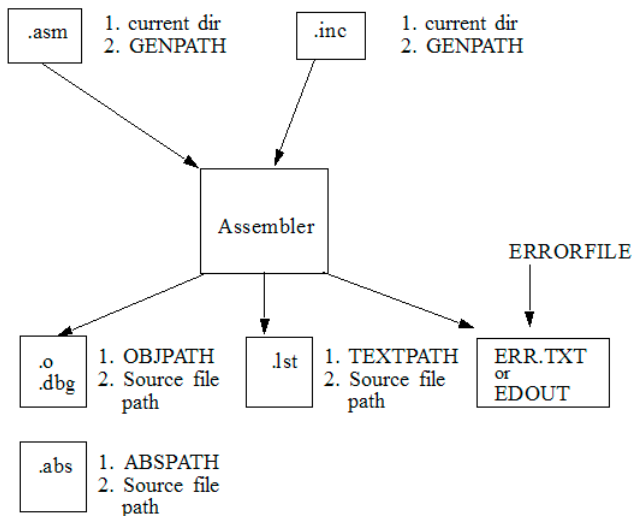 .asm
1. current dir
2. GENPATH
.inc
1. current dir
2. GENPATH
Assembler
ERRORFILE
.o
.dbg
1. OBJPATH
2. Source file
path
.lst
1. TEXTPATH
2. Source file
path
ERR.TXT
or
EDOUT
.abs
1. ABSPATH
2. Source file
path